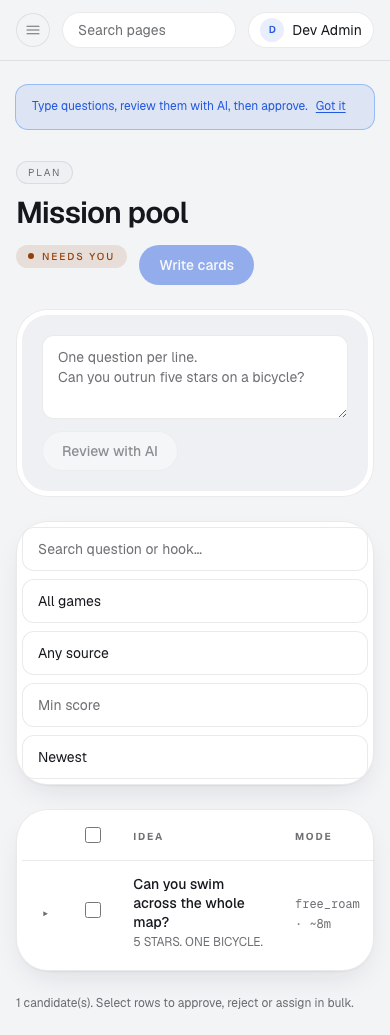 Search pages
D
Dev Admin
Type questions, review them with AI, then approve. Got it
PLAN
Mission pool
NEEDS YOU
Write cards
One question per line.
Can you outrun five stars on a bicycle?
Review with AI
Search question or hook...
All games
Any source
Min score
Newest
IDEA
MODE
Can you swim
across the whole
map?
5 STARS. ONE BICYCLE.
free_roam
· ~8m
1 candidate(s). Select rows to approve, reject or assign in bulk.